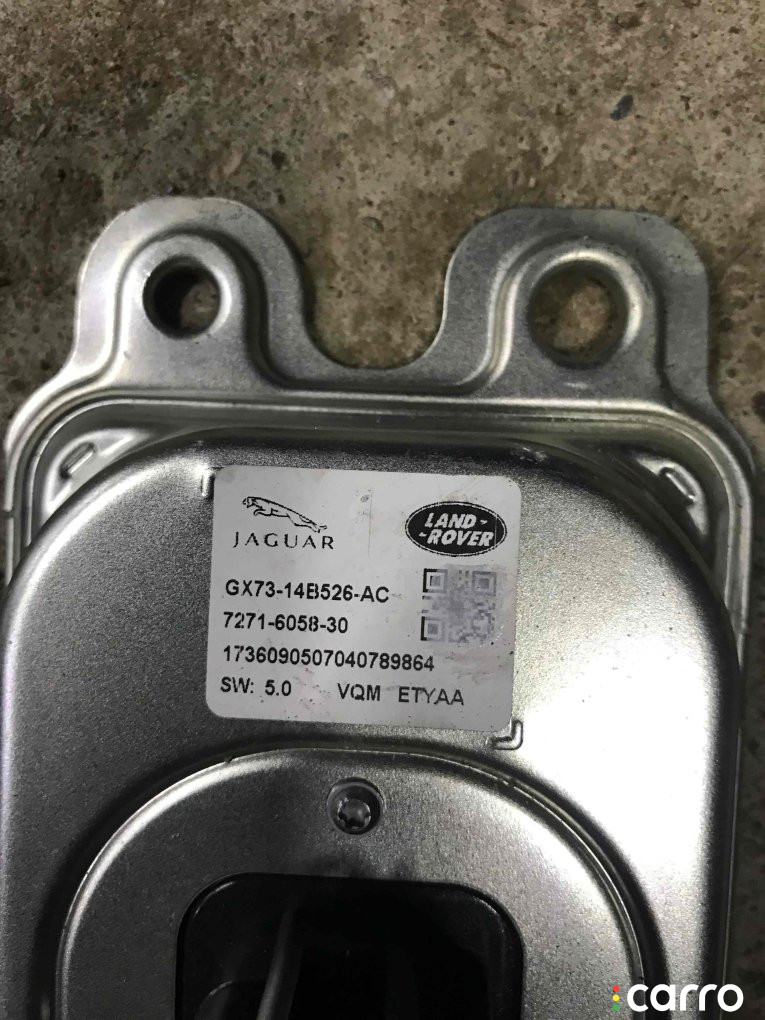 JAGUAR
LAND-
-ROVER
GX73-14B526-AC
7271-6058-30
1736090507040789864
SW: 5.0 VQM ETYAA
carro